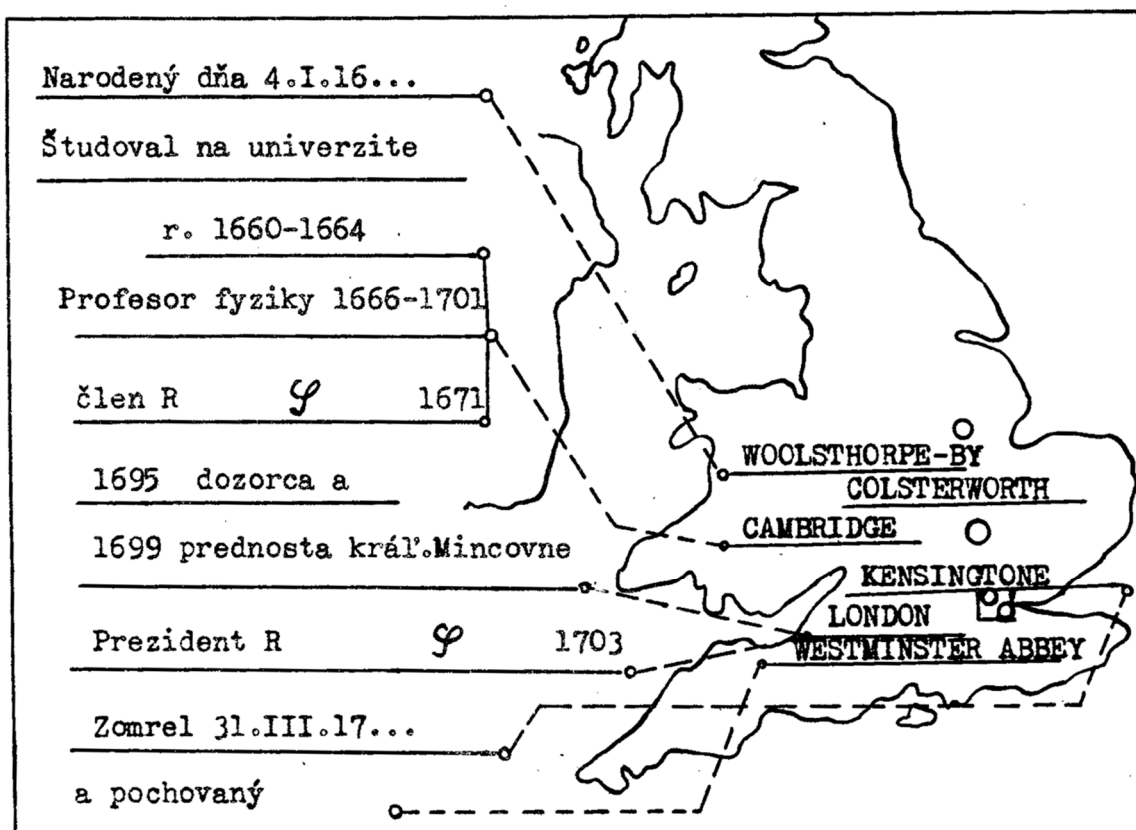 Narodený dňa 4.I.16...
Študoval na univerzite
r. 1660-1664
Profesor fyziky 1666-1701
člen R 𝒮 1671
1695 dozorca a
1699 prednosta kráľ.Mincovne
Prezident R 𝒮 1703
Zomrel 31.III.17...
a pochovaný
WOOLSTHORPE-BY
COLSTERWORTH
CAMBRIDGE
KENSINGTONE
LONDON
WESTMINSTER ABBEY